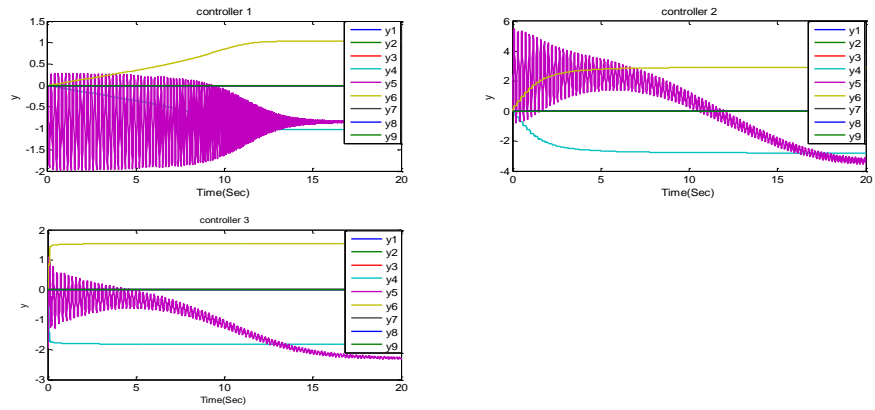 controller 1
1.5
1
0.5
0
-0.5
-1
-1.5
-2
y
0 5 10 15 20
Time(Sec)
y1
y2
y3
y4
y5
y6
y7
y8
y9
controller 2
6
4
2
0
-2
-4
y
0 5 10 15 20
Time(Sec)
y1
y2
y3
y4
y5
y6
y7
y8
y9
controller 3
2
1
0
-1
-2
-3
y
0 5 10 15 20
Time(Sec)
y1
y2
y3
y4
y5
y6
y7
y8
y9